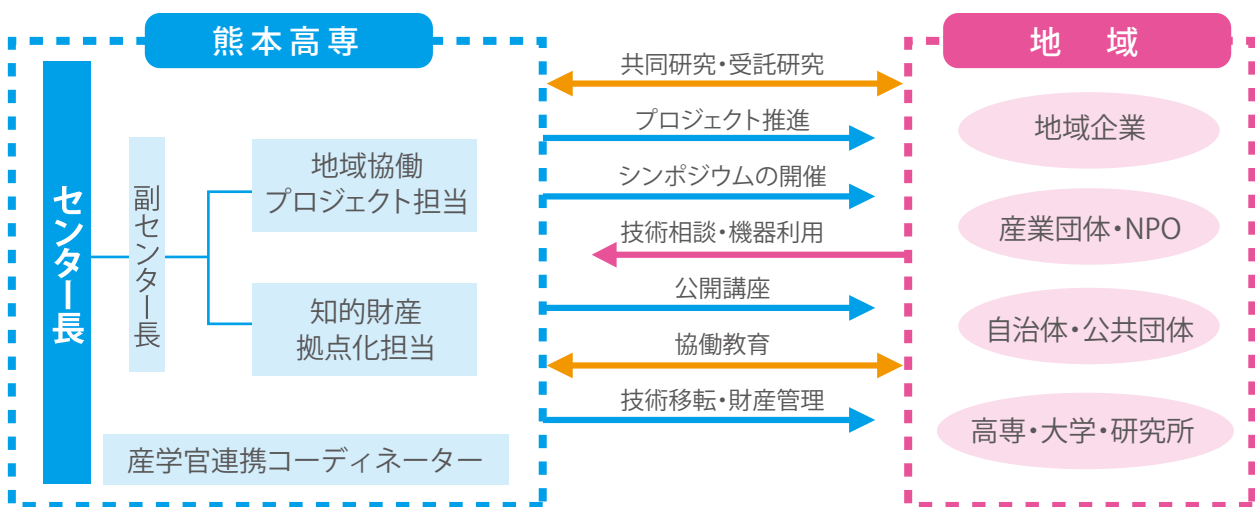 熊本高専
センター長
副センター長
地域協働
プロジェクト担当
知的財産
拠点化担当
産学官連携コーディネーター
共同研究・受託研究
プロジェクト推進
シンポジウムの開催
技術相談・機器利用
公開講座
協働教育
技術移転・財産管理
地　域
地域企業
産業団体・NPO
自治体・公共団体
高専・大学・研究所